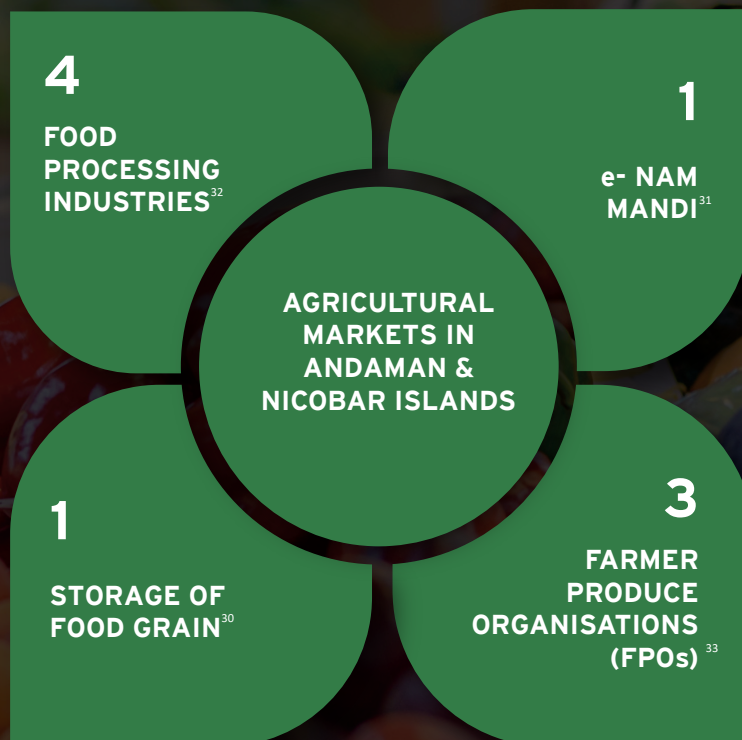 4
FOOD
PROCESSING
INDUSTRIES32
1
e- NAM
MANDI31
AGRICULTURAL
MARKETS IN
ANDAMAN &
NICOBAR ISLANDS
1
STORAGE OF
FOOD GRAIN30
3
FARMER
PRODUCE
ORGANISATIONS
(FPOs) 33